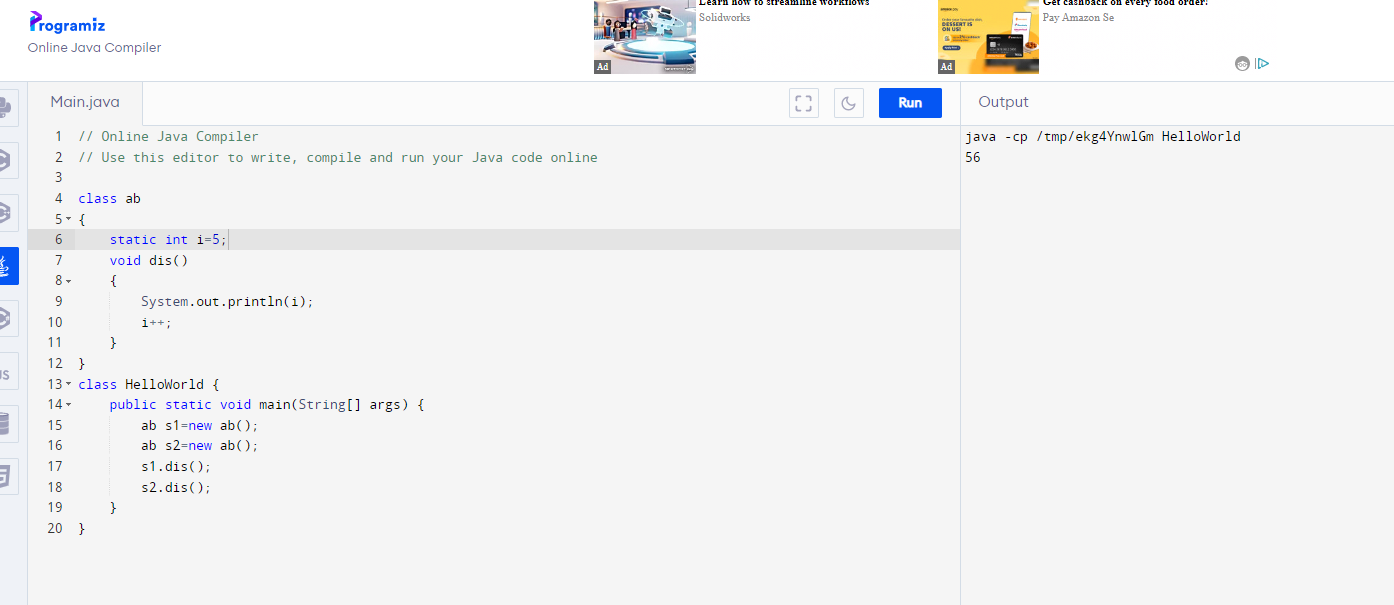 Programiz
Online Java Compiler
Learn how to streamline workflows
Solidworks
Ad
DESSERT IS
ON US!
Get cashback on every food order!
Pay Amazon Se
Ad
Main.java
Run
Output
1 // Online Java Compiler
2 // Use this editor to write, compile and run your Java code online
3
4 class ab
5 {
6 static int i=5;
7 void dis()
8 {
9 System.out.println(i);
10 i++;
11 }
12 }
13 class HelloWorld {
14 public static void main(String[] args) {
15 ab s1=new ab();
16 ab s2=new ab();
17 s1.dis();
18 s2.dis();
19 }
20 }
java -cp /tmp/ekg4YnwlGm HelloWorld
56